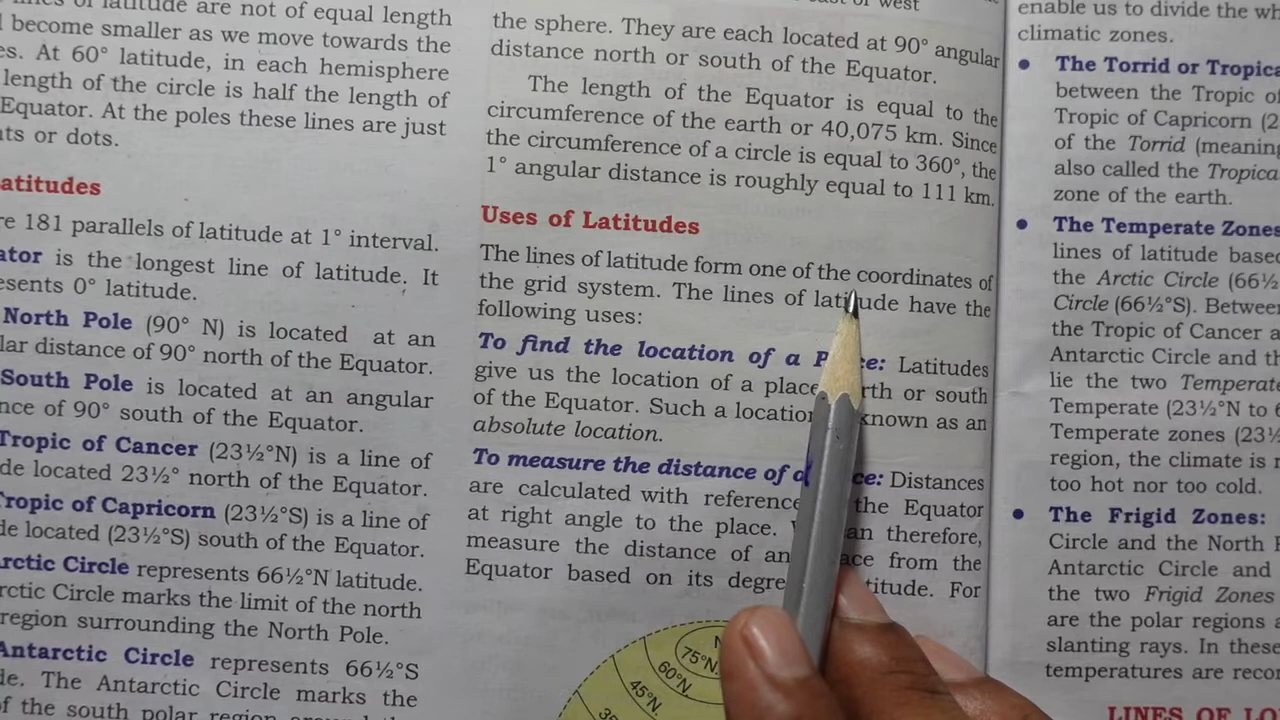 of latitude are not of equal length
become smaller as we move towards the
At 60° latitude, in each hemisphere
length of the circle is half the length of
Equator. At the poles these lines are just
or dots.
atitudes
181 parallels of latitude at 1° interval.
ator is the longest line of latitude. It
esents 0° latitude.
North Pole (90° N) is located at an
lar distance of 90° north of the Equator.
South Pole is located at an angular
nce of 90° south of the Equator.
Tropic of Cancer (23½°N) is a line of
de located 23½° north of the Equator.
Tropic of Capricorn (23½°S) is a line of
de located (23½°S) south of the Equator.
rctic Circle represents 66½°N latitude.
rctic Circle marks the limit of the north
region surrounding the North Pole.
Antarctic Circle represents 66½°S
de. The Antarctic Circle marks the
of the south polar region
or west
the sphere. They are each located at 90° angular
distance north or south of the Equator.
The length of the Equator is equal to the
circumference of the earth or 40,075 km. Since
the circumference of a circle is equal to 360°, the
1° angular distance is roughly equal to 111 km.
Uses of Latitudes
The lines of latitude form one of the coordinates of
the grid system. The lines of latitude have the
following uses:
To find the location of a P ce: Latitudes
give us the location of a place rth or south
of the Equator. Such a location known as an
absolute location.
To measure the distance of a ce: Distances
are calculated with reference the Equator
at right angle to the place. an therefore,
measure the distance of an ace from the
Equator based on its degre titude. For
N
75°N.
60°N.
45°N.
enable us to divide the wh
climatic zones.
• The Torrid or Tropica
between the Tropic of
Tropic of Capricorn (2
of the Torrid (meaning
also called the Tropica
zone of the earth.
• The Temperate Zones
lines of latitude based
the Arctic Circle (66½
Circle (66½°S). Between
the Tropic of Cancer a
Antarctic Circle and th
lie the two Temperate
Temperate (23½°N to 6
Temperate zones (23½
region, the climate is
too hot nor too cold.
• The Frigid Zones:
Circle and the North P
Antarctic Circle and
the two Frigid Zones
are the polar regions a
slanting rays. In these
temperatures are recor
LINES OF LO